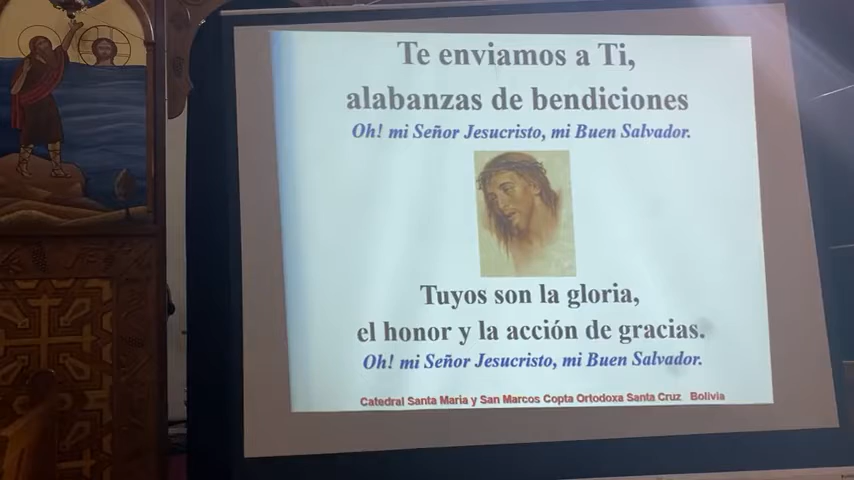 Te enviamos a Ti,
alabanzas de bendiciones
Oh! mi Señor Jesucristo, mi Buen Salvador.
Tuyos son la gloria,
el honor y la acción de gracias.
Oh! mi Señor Jesucristo, mi Buen Salvador.
Catedral Santa Maria y San Marcos Copta Ortodoxa Santa Cruz Bolivia